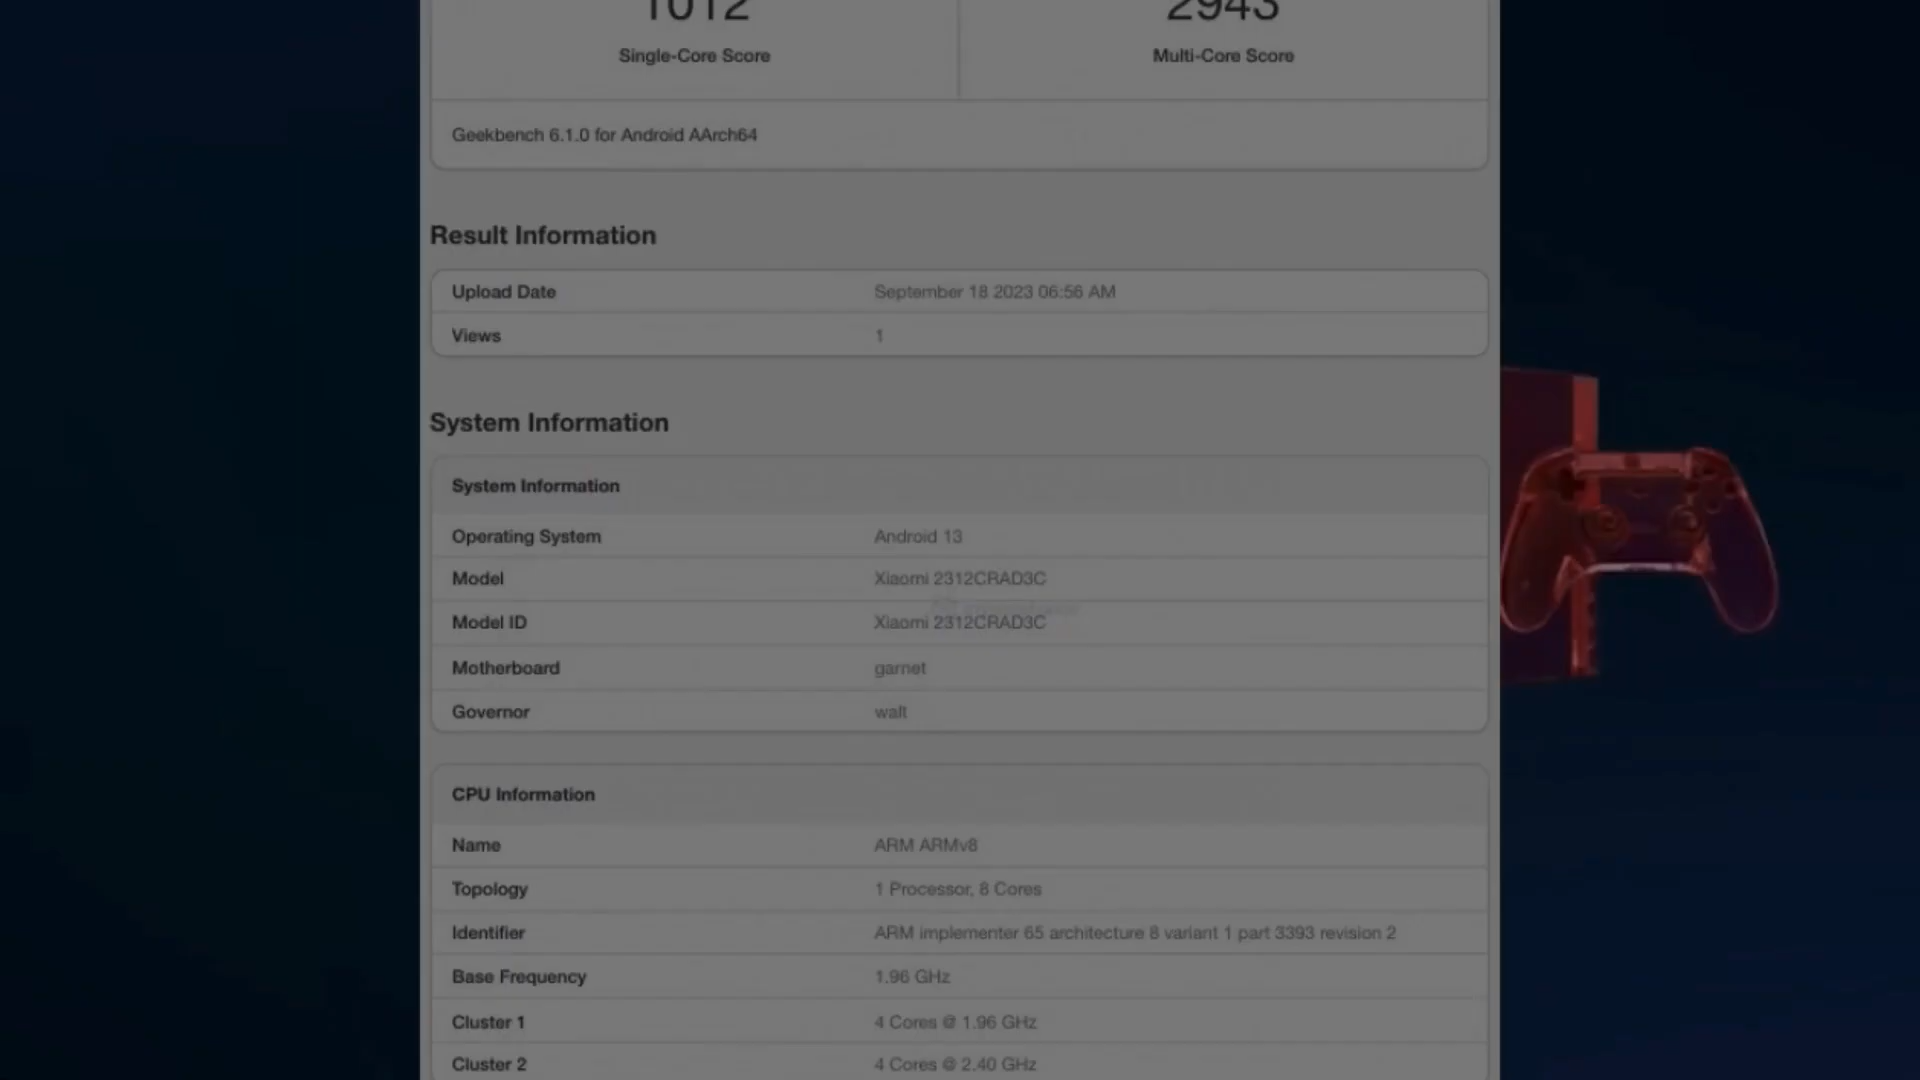 1012 2943
Single-Core Score Multi-Core Score
Geekbench 6.1.0 for Android AArch64
Result Information
Upload Date September 18 2023 06:56 AM
Views 1
System Information
System Information
Operating System Android 13
Model Xiaomi 2312CRAD3C
Model ID Xiaomi 2312CRAD3C
Motherboard garnet
Governor walt
CPU Information
Name ARM ARMv8
Topology 1 Processor, 8 Cores
Identifier ARM implementer 65 architecture 8 variant 1 part 3393 revision 2
Base Frequency 1.96 GHz
Cluster 1 4 Cores @ 1.96 GHz
Cluster 2 4 Cores @ 2.40 GHz